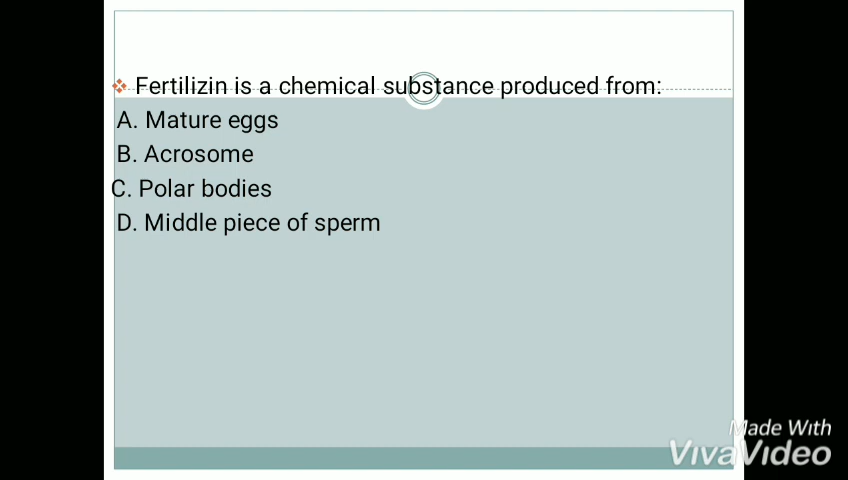 ❖ Fertilizin is a chemical substance produced from:
A. Mature eggs
B. Acrosome
C. Polar bodies
D. Middle piece of sperm
Made With
VivaVideo